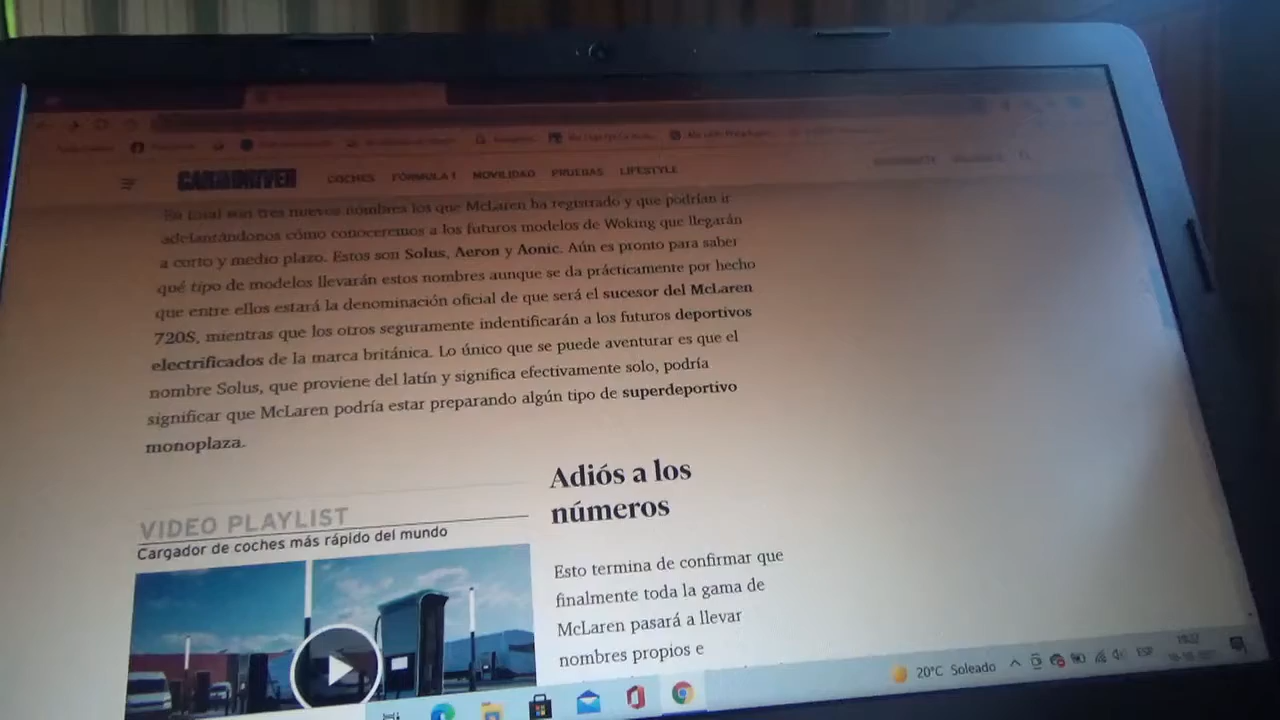 CAR AND DRIVER
COCHES FÓRMULA 1 MOVILIDAD PRUEBAS LIFESTYLE
En total son tres nuevos nombres los que McLaren ha registrado y que podrían ir
adelantándonos cómo conoceremos a los futuros modelos de Woking que llegarán
a corto y medio plazo. Estos son Solus, Aeron y Aonic. Aún es pronto para saber
qué tipo de modelos llevarán estos nombres aunque se da prácticamente por hecho
que entre ellos estará la denominación oficial de que será el sucesor del McLaren
720S, mientras que los otros seguramente indentificarán a los futuros deportivos
electrificados de la marca británica. Lo único que se puede aventurar es que el
nombre Solus, que proviene del latín y significa efectivamente solo, podría
significar que McLaren podría estar preparando algún tipo de superdeportivo
monoplaza.
VIDEO PLAYLIST
Cargador de coches más rápido del mundo
Adiós a los
números
Esto termina de confirmar que
finalmente toda la gama de
McLaren pasará a llevar
nombres propios e
20°C Soleado
ESP